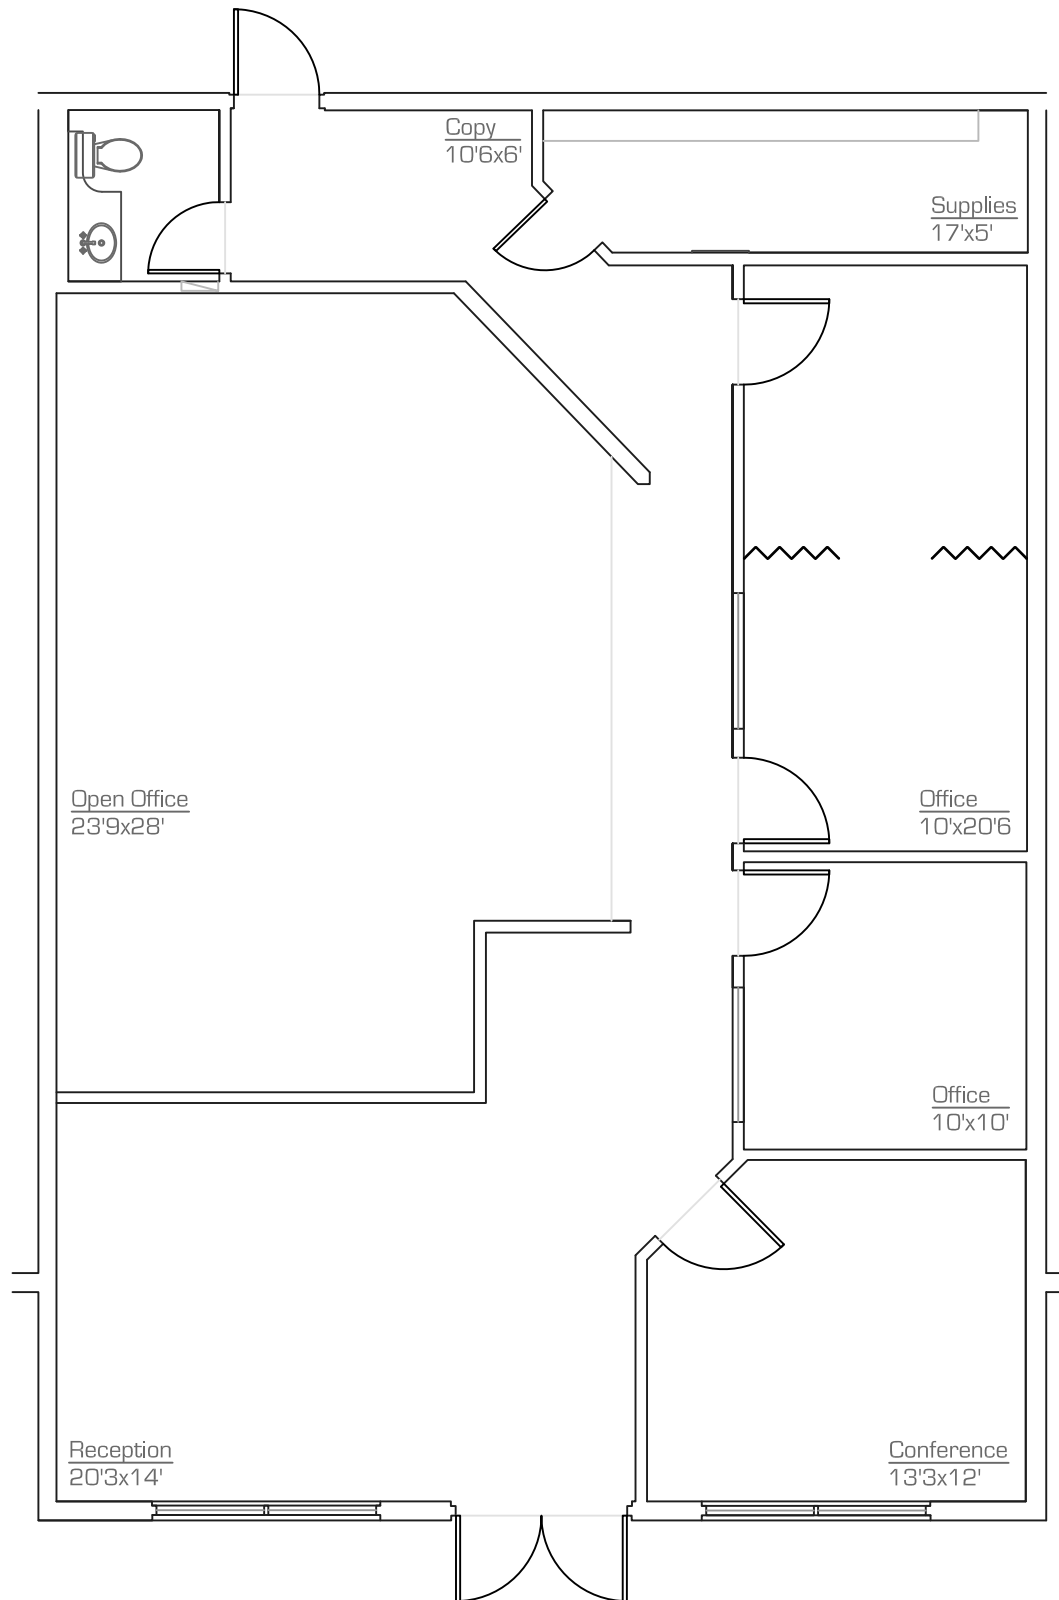 Copy
10'6x6'
Supplies
17'x5'
Open Office
23'9x28'
Office
10'x20'6
Office
10'x10'
Reception
20'3x14'
Conference
13'3x12'